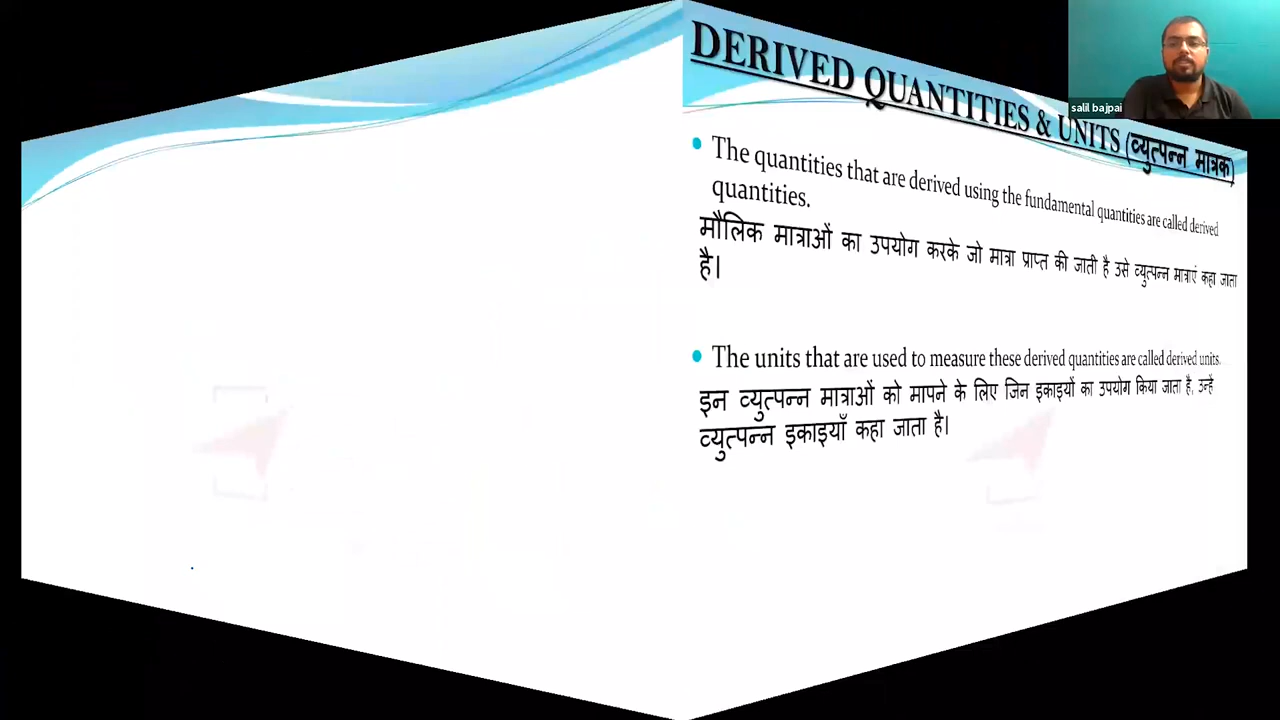 DERIVED QUANTITIES & UNITS (व्युत्पन्न मात्रक)
salil bajpai
The quantities that are derived using the fundamental quantities are called derived
quantities.
मौलिक मात्राओं का उपयोग करके जो मात्रा प्राप्त की जाती है उसे व्युत्पन्न मात्राएं कहा जाता
है।
The units that are used to measure these derived quantities are called derived units.
इन व्युत्पन्न मात्राओं को मापने के लिए जिन इकाइयों का उपयोग किया जाता है, उन्हें
व्युत्पन्न इकाइयाँ कहा जाता है।